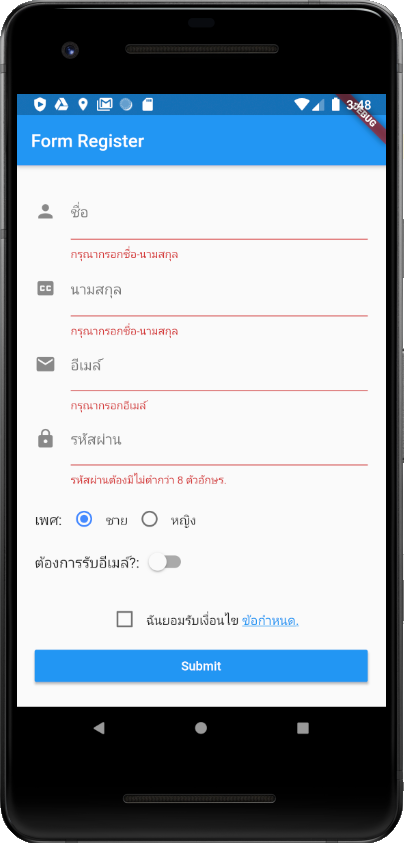 3:48
DEBUG
Form Register
ชื่อ
กรุณากรอกชื่อ-นามสกุล
นามสกุล
กรุณากรอกชื่อ-นามสกุล
อีเมล์
กรุณากรอกอีเมล์
รหัสผ่าน
รหัสผ่านต้องมีไม่ต่ำกว่า 8 ตัวอักษร.
เพศ: ชาย หญิง
ต้องการรับอีเมล์?:
ฉันยอมรับเงื่อนไข ข้อกำหนด.
Submit